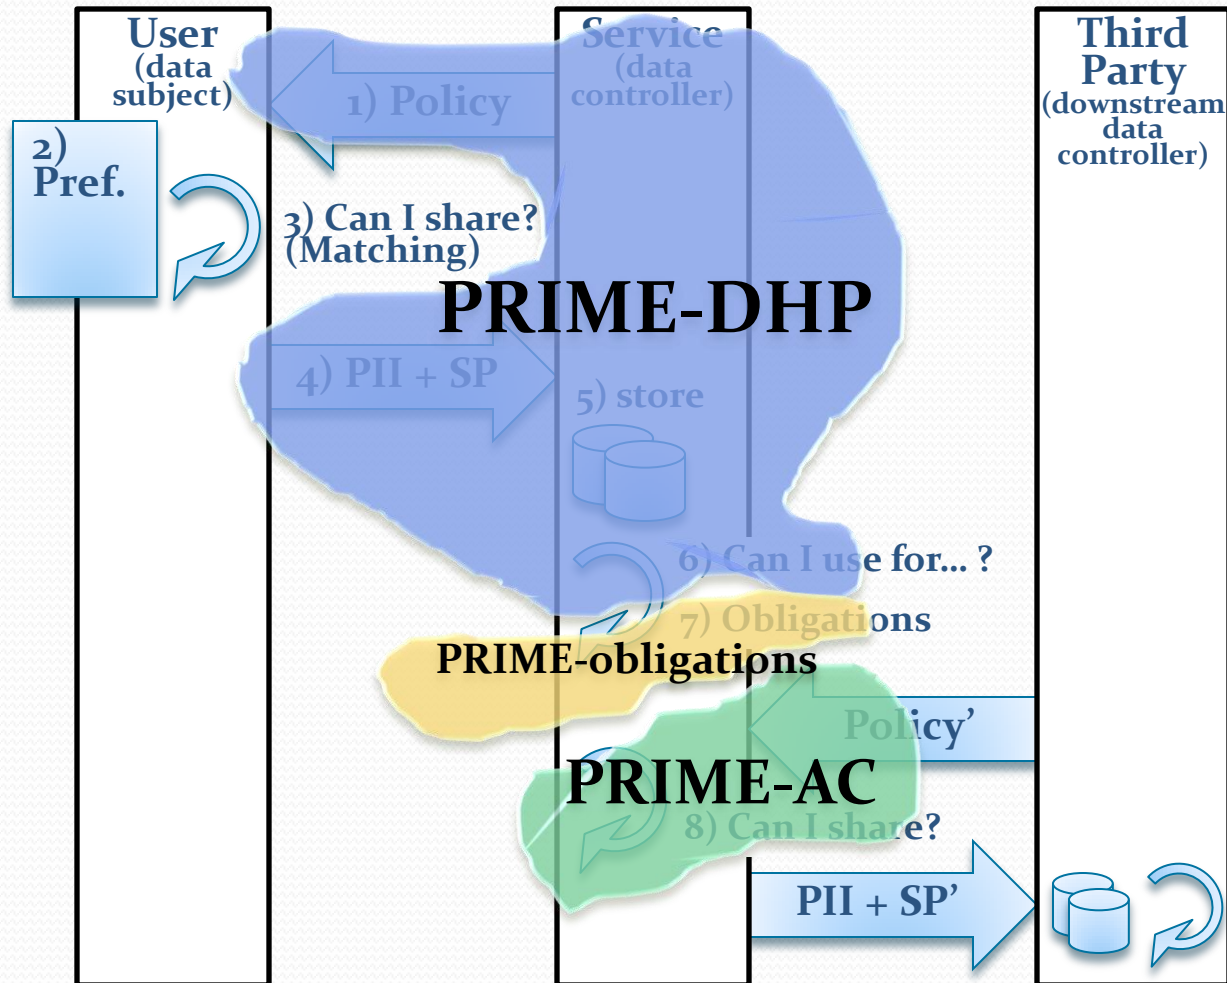 User
(data
subject)
Service
(data
controller)
Third
Party
(downstream
data
controller)
1) Policy
2)
Pref.
3) Can I share?
(Matching)
PRIME-DHP
4) PII + SP
5) store
6) Can I use for... ?
7) Obligations
PRIME-obligations
Policy’
PRIME-AC
8) Can I share?
PII + SP’